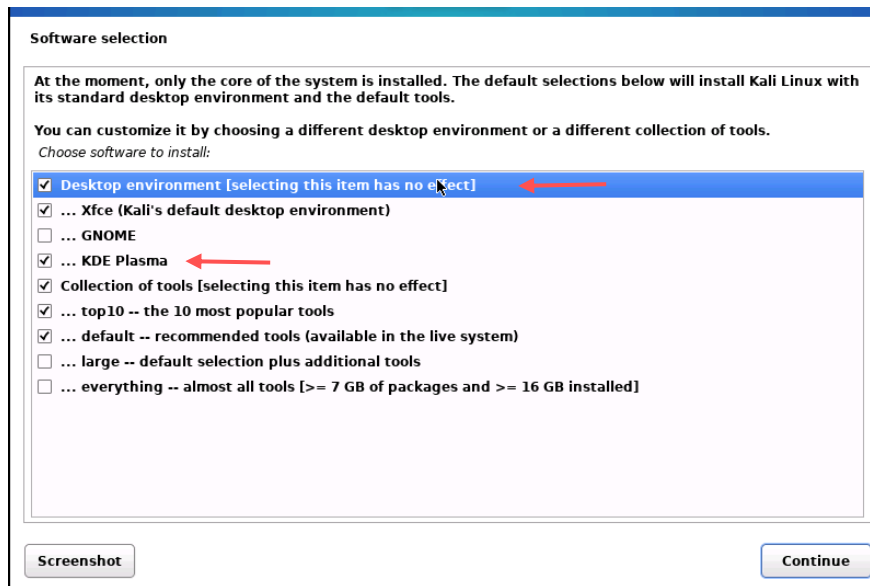 Software selection
At the moment, only the core of the system is installed. The default selections below will install Kali Linux with
its standard desktop environment and the default tools.
You can customize it by choosing a different desktop environment or a different collection of tools.
Choose software to install:
Desktop environment [selecting this item has no effect]
... Xfce (Kali's default desktop environment)
... GNOME
... KDE Plasma
Collection of tools [selecting this item has no effect]
... top10 -- the 10 most popular tools
... default -- recommended tools (available in the live system)
... large -- default selection plus additional tools
... everything -- almost all tools [>= 7 GB of packages and >= 16 GB installed]
Screenshot
Continue